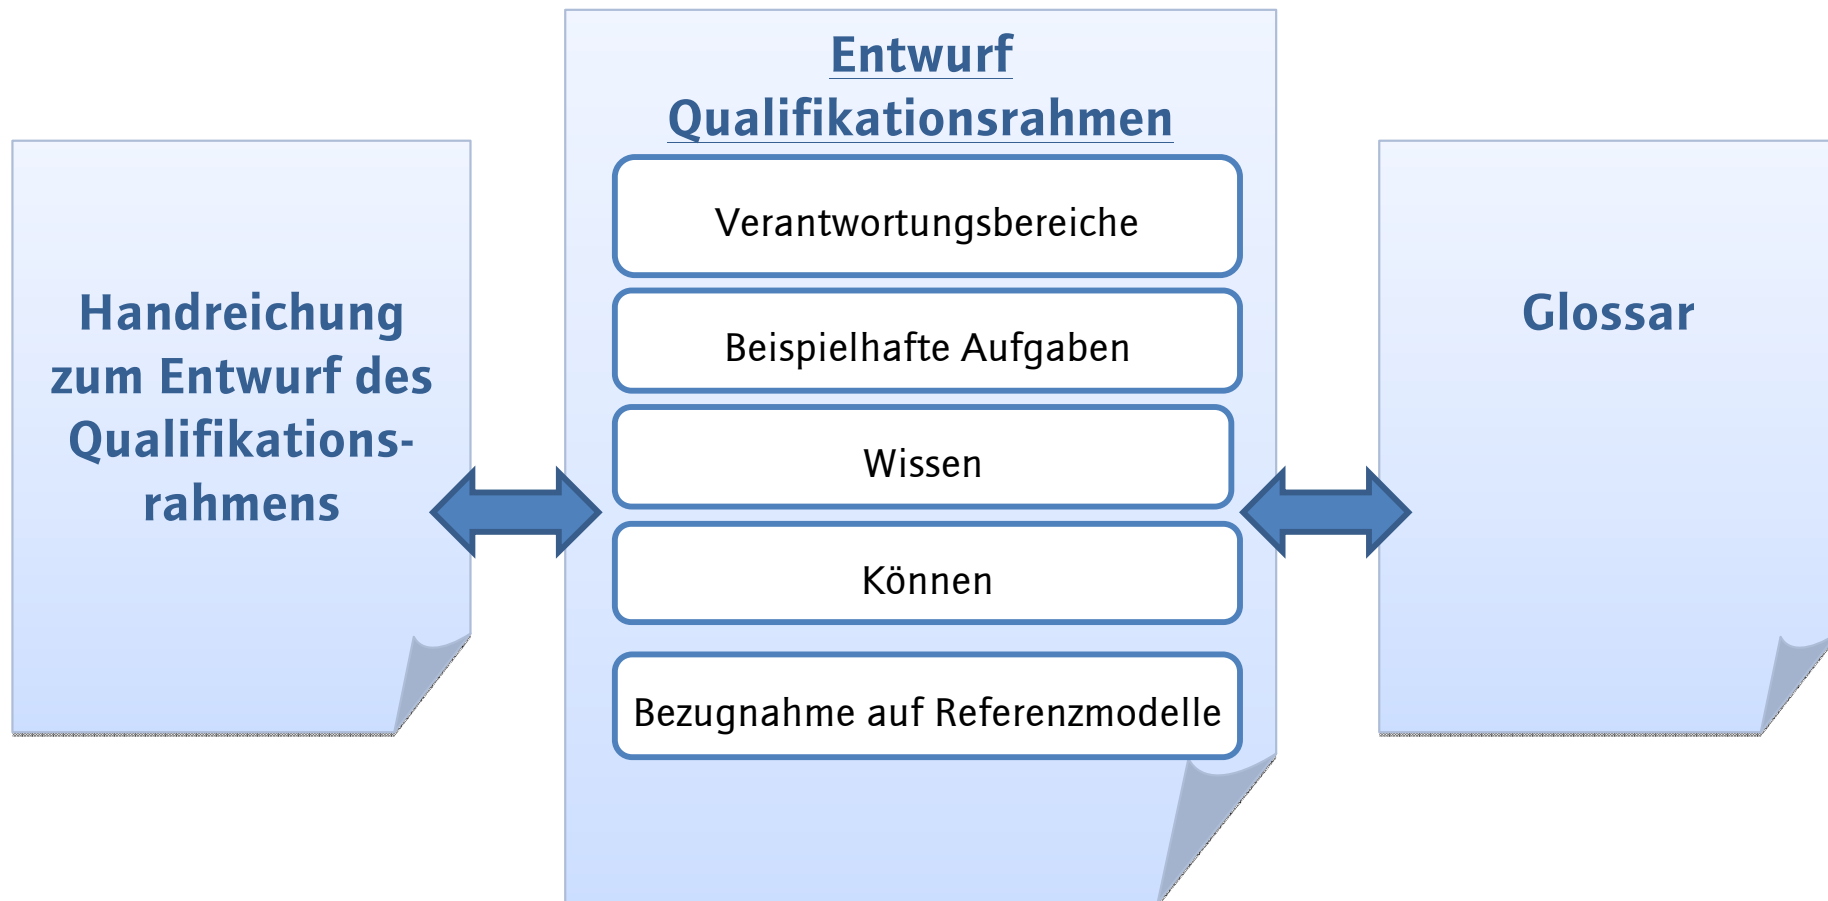 Handreichung
zum Entwurf des
Qualifikations-
rahmens
Entwurf
Qualifikationsrahmen
Verantwortungsbereiche
Beispielhafte Aufgaben
Wissen
Können
Bezugnahme auf Referenzmodelle
Glossar